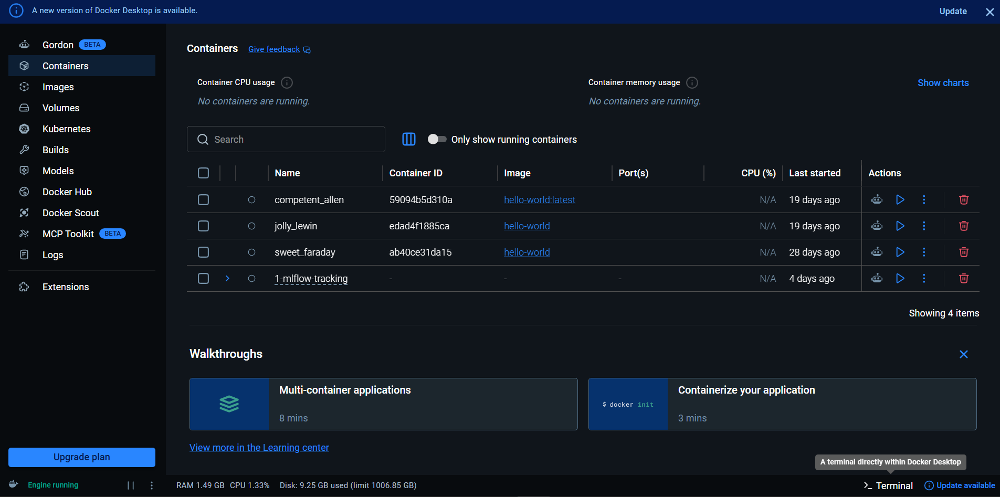 A new version of Docker Desktop is available.
Update
Gordon BETA
Containers
Images
Volumes
Kubernetes
Builds
Models
Docker Hub
Docker Scout
MCP Toolkit BETA
Logs
Extensions
Upgrade plan
Containers Give feedback
Container CPU usage
No containers are running.
Container memory usage
No containers are running.
Show charts
Search
Only show running containers
Name Container ID Image Port(s) CPU (%) Last started Actions
competent_allen 59094b5d310a hello-world:latest N/A 19 days ago
jolly_lewin edad4f1885ca hello-world N/A 19 days ago
sweet_faraday ab40ce31da15 hello-world N/A 28 days ago
1-mlflow-tracking - - - N/A 4 days ago
Showing 4 items
Walkthroughs
Multi-container applications
8 mins
$ docker init
Containerize your application
3 mins
View more in the Learning center
A terminal directly within Docker Desktop
Engine running
RAM 1.49 GB CPU 1.33% Disk: 9.25 GB used (limit 1006.85 GB)
>_ Terminal
Update available